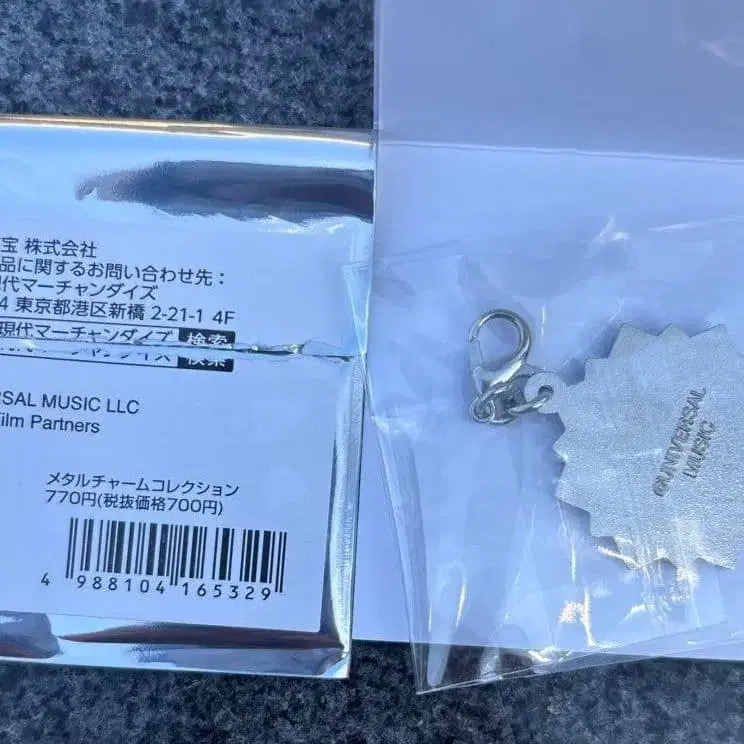 宝 株式会社
品に関するお問い合わせ先：
代マーチャンダイズ
4 東京都港区新橋 2-21-1 4F
現代マーチャンダイズ 検索
SAL MUSIC LLC
ilm Partners
メタルチャームコレクション
770円(税抜価格700円)
4 988104 165329
©UNIVERSAL
MUSIC